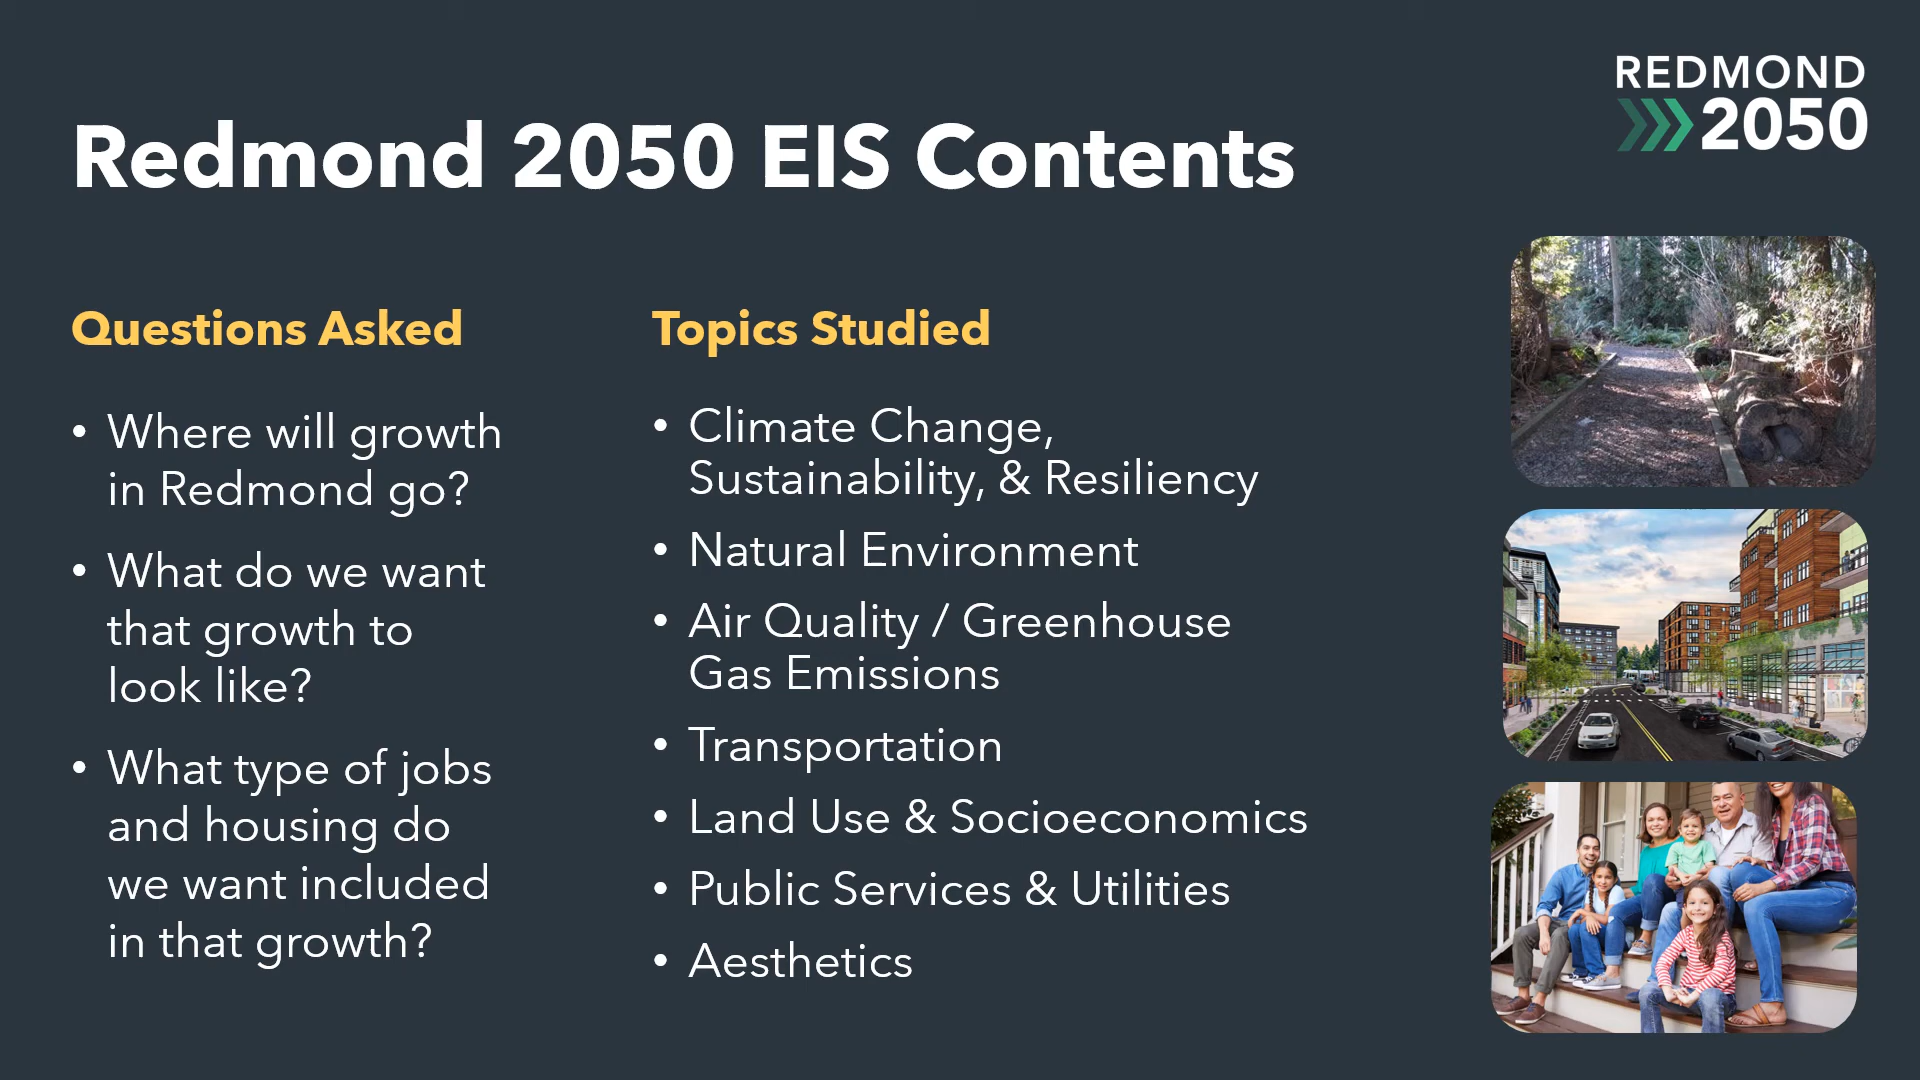 REDMOND
2050
Redmond 2050 EIS Contents
Questions Asked
• Where will growth
in Redmond go?
• What do we want
that growth to
look like?
• What type of jobs
and housing do
we want included
in that growth?
Topics Studied
• Climate Change,
Sustainability, & Resiliency
• Natural Environment
• Air Quality / Greenhouse
Gas Emissions
• Transportation
• Land Use & Socioeconomics
• Public Services & Utilities
• Aesthetics